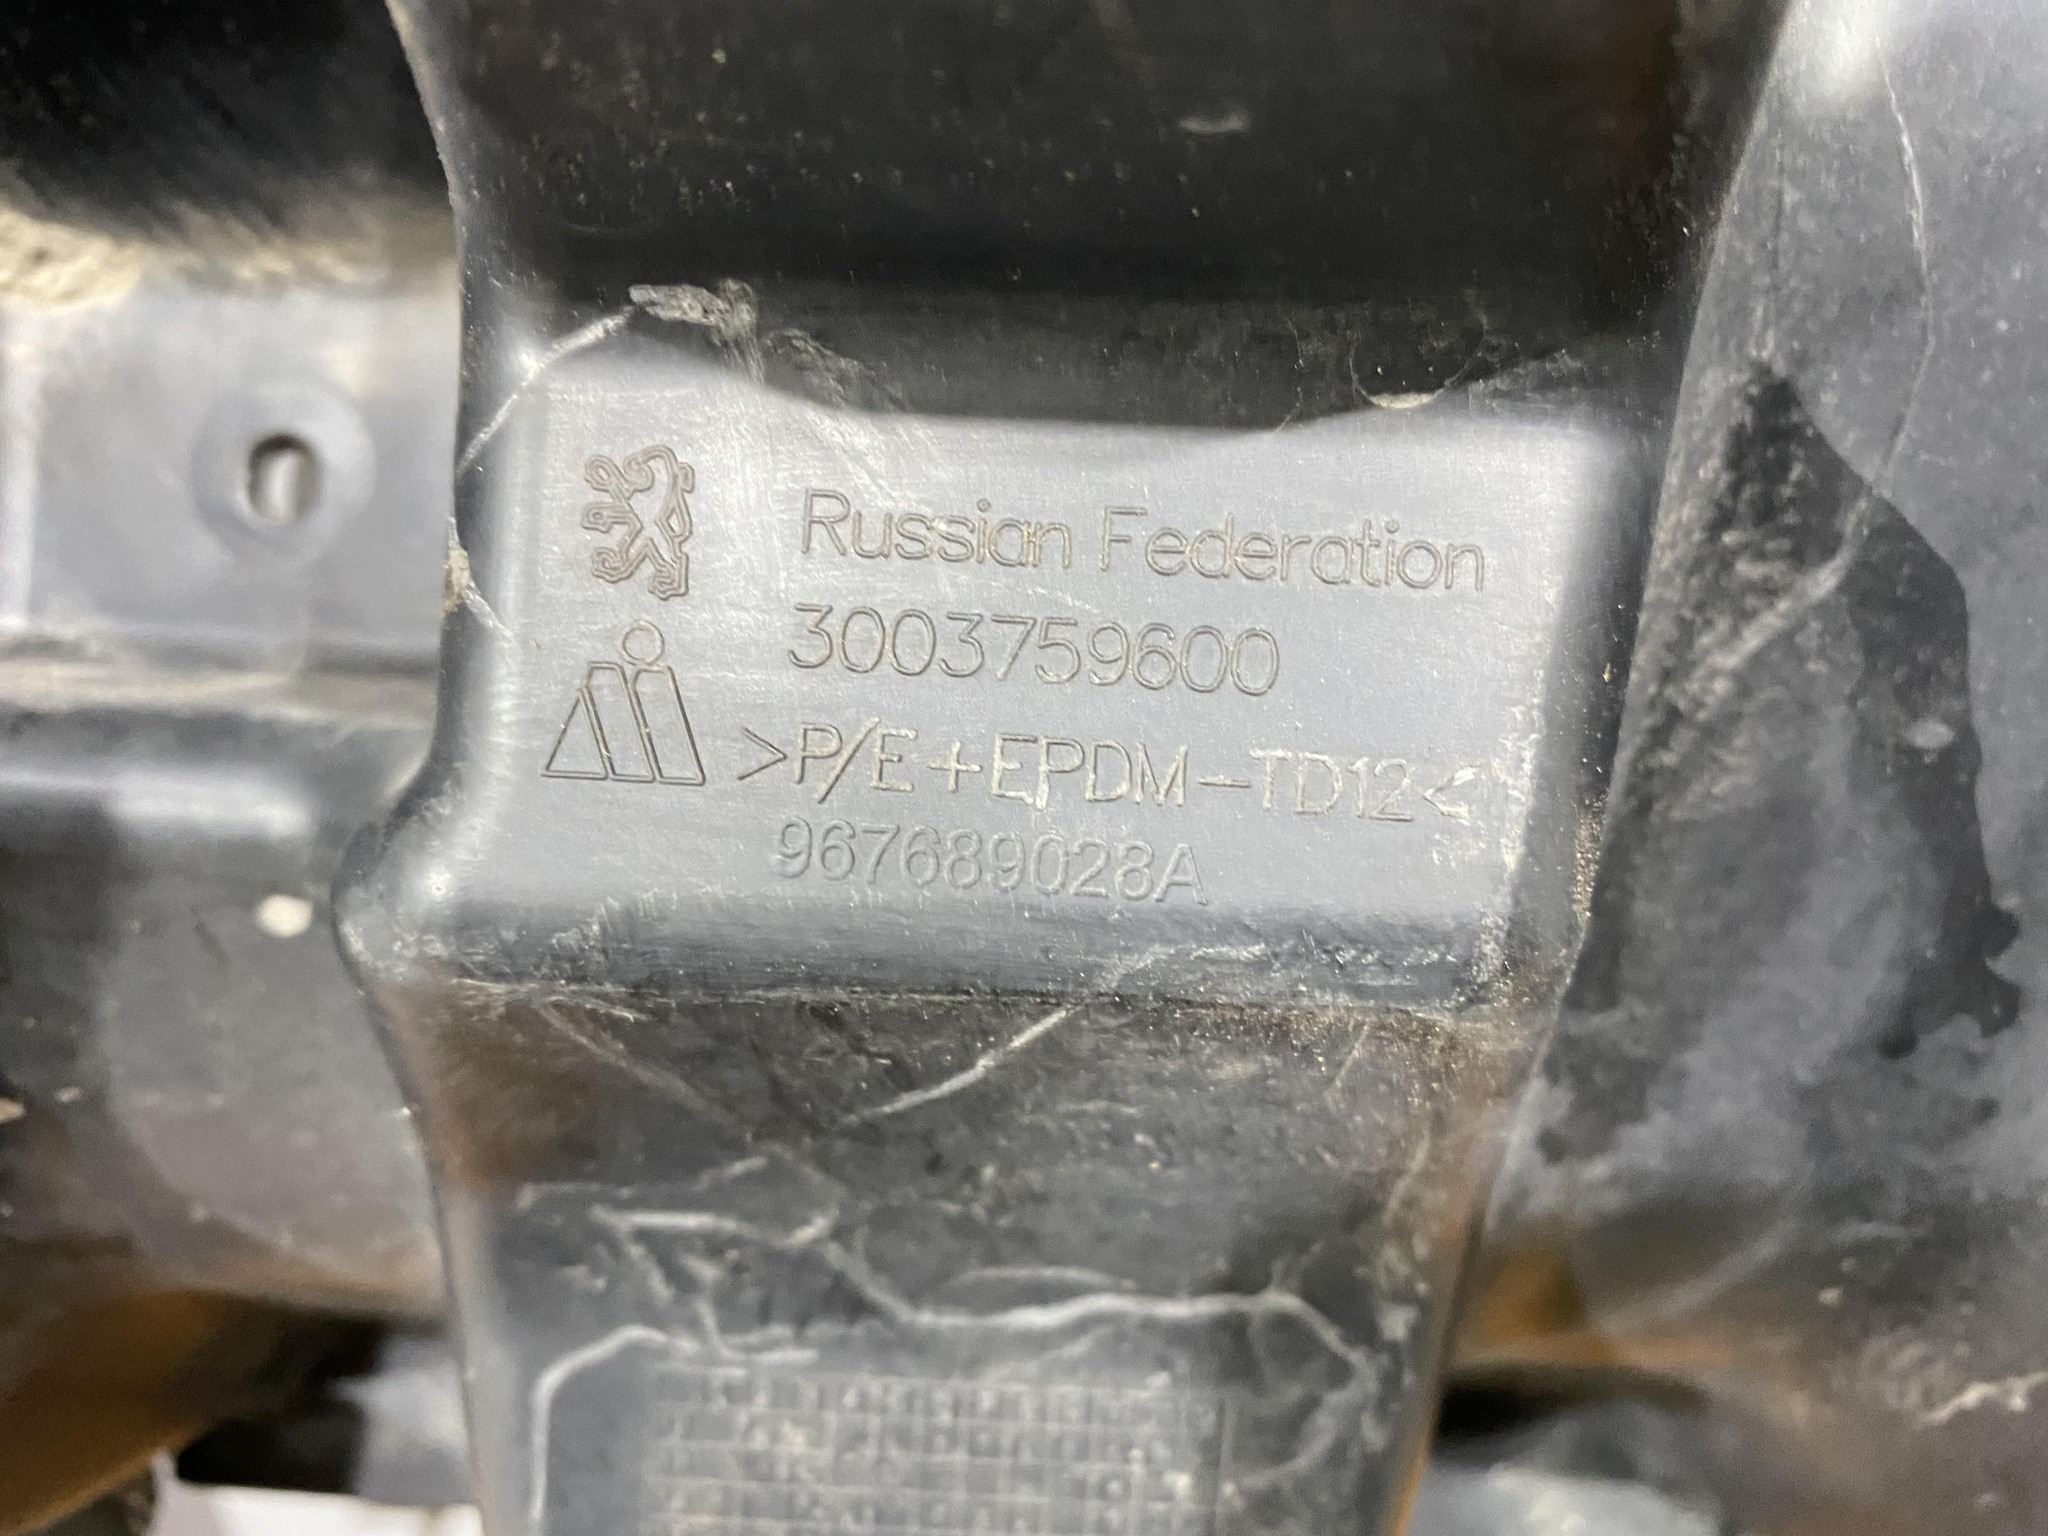 Russian Federation
3003759600
>P/E+EPDM-TD12<
967689028A